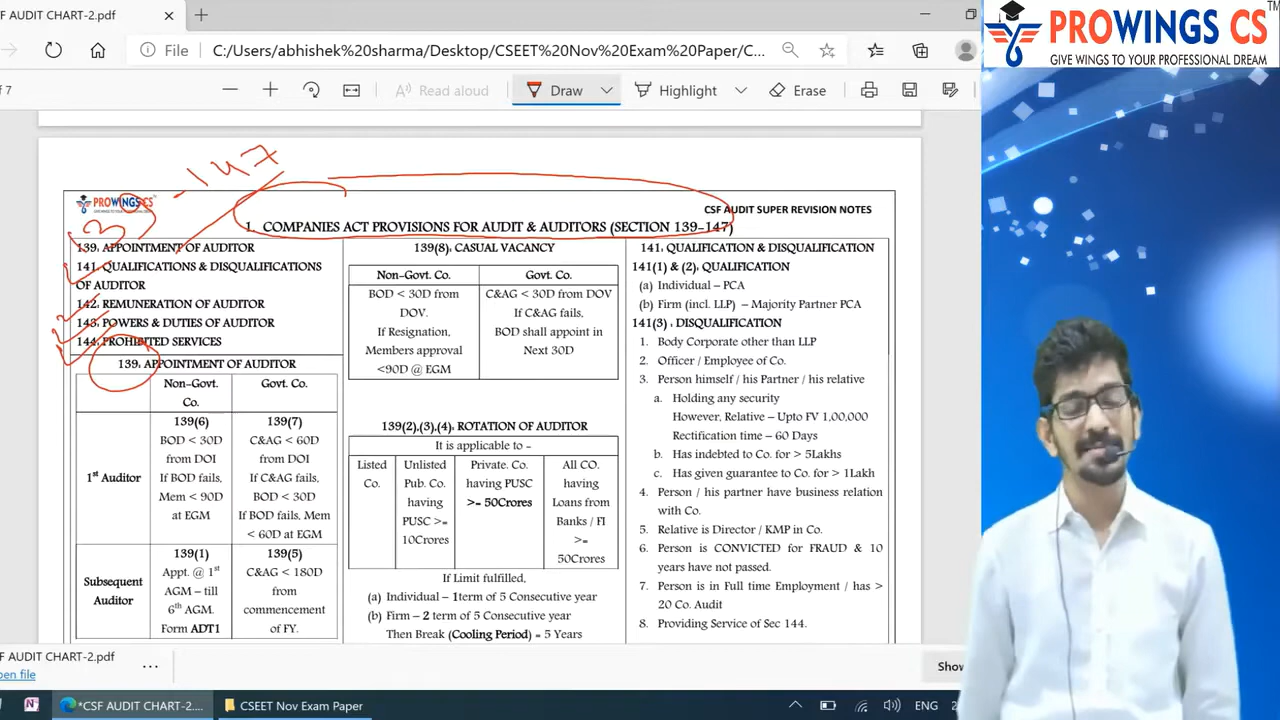 F AUDIT CHART-2.pdf
File C:/Users/abhishek%20sharma/Desktop/CSEET%20Nov%20Exam%20Paper/C...
of 7
Read aloud Draw Highlight Erase
PROWINGS CS™
GIVE WINGS TO YOUR PROFESSIONAL DREAM
139 -147
PROWINGS CS
CSF AUDIT SUPER REVISION NOTES
1. COMPANIES ACT PROVISIONS FOR AUDIT & AUDITORS (SECTION 139-147)
139. APPOINTMENT OF AUDITOR
141. QUALIFICATIONS & DISQUALIFICATIONS
OF AUDITOR
142. REMUNERATION OF AUDITOR
143. POWERS & DUTIES OF AUDITOR
144. PROHIBITED SERVICES
139. APPOINTMENT OF AUDITOR
Non-Govt. Co.
Govt. Co.
1st Auditor
139(6)
BOD < 30D
from DOI
If BOD fails,
Mem < 90D
at EGM
139(7)
C&AG < 60D
from DOI
If C&AG fails,
BOD < 30D
If BOD fails, Mem
< 60D at EGM
Subsequent
Auditor
139(1)
Appt. @ 1st
AGM – till
6th AGM.
Form ADT1
139(5)
C&AG < 180D
from
commencement
of FY.
139(8). CASUAL VACANCY
Non-Govt. Co.
Govt. Co.
BOD < 30D from
DOV.
If Resignation,
Members approval
<90D @ EGM
C&AG < 30D from DOV
If C&AG fails,
BOD shall appoint in
Next 30D
139(2),(3),(4). ROTATION OF AUDITOR
It is applicable to –
Listed
Co.
Unlisted
Pub. Co.
having
PUSC >=
10Crores
Private. Co.
having PUSC
>= 50Crores
All CO.
having
Loans from
Banks / FI
>=
50Crores
If Limit fulfilled,
(a) Individual – 1term of 5 Consecutive year
(b) Firm – 2 term of 5 Consecutive year
Then Break (Cooling Period) = 5 Years
141. QUALIFICATION & DISQUALIFICATION
141(1) & (2). QUALIFICATION
(a) Individual – PCA
(b) Firm (incl. LLP) – Majority Partner PCA
141(3). DISQUALIFICATION
1. Body Corporate other than LLP
2. Officer / Employee of Co.
3. Person himself / his Partner / his relative
a. Holding any security
However, Relative – Upto FV 1,00,000
Rectification time – 60 Days
b. Has indebted to Co. for > 5Lakhs
c. Has given guarantee to Co. for > 1Lakh
4. Person / his partner have business relation
with Co.
5. Relative is Director / KMP in Co.
6. Person is CONVICTED for FRAUD & 10
years have not passed.
7. Person is in Full time Employment / has >
20 Co. Audit
8. Providing Service of Sec 144.
F AUDIT CHART-2.pdf
pen file
Show
*CSF AUDIT CHART-2....
CSEET Nov Exam Paper
ENG